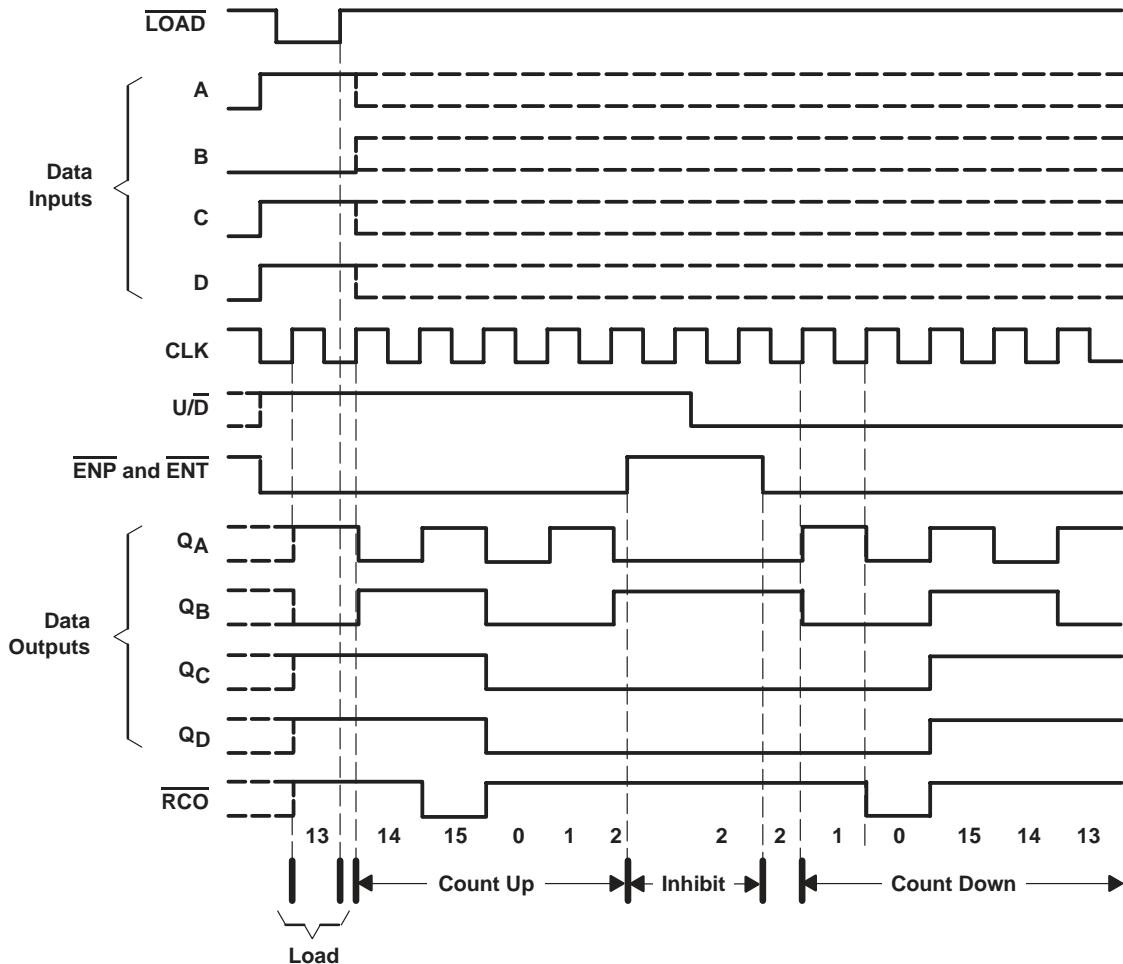 LOAD
A
B
Data
Inputs
C
D
CLK
U/D
ENP and ENT
QA
QB
Data
Outputs
QC
QD
RCO
13 14 15 0 1 2 2 2 1 0 15 14 13
Count Up Inhibit Count Down
Load